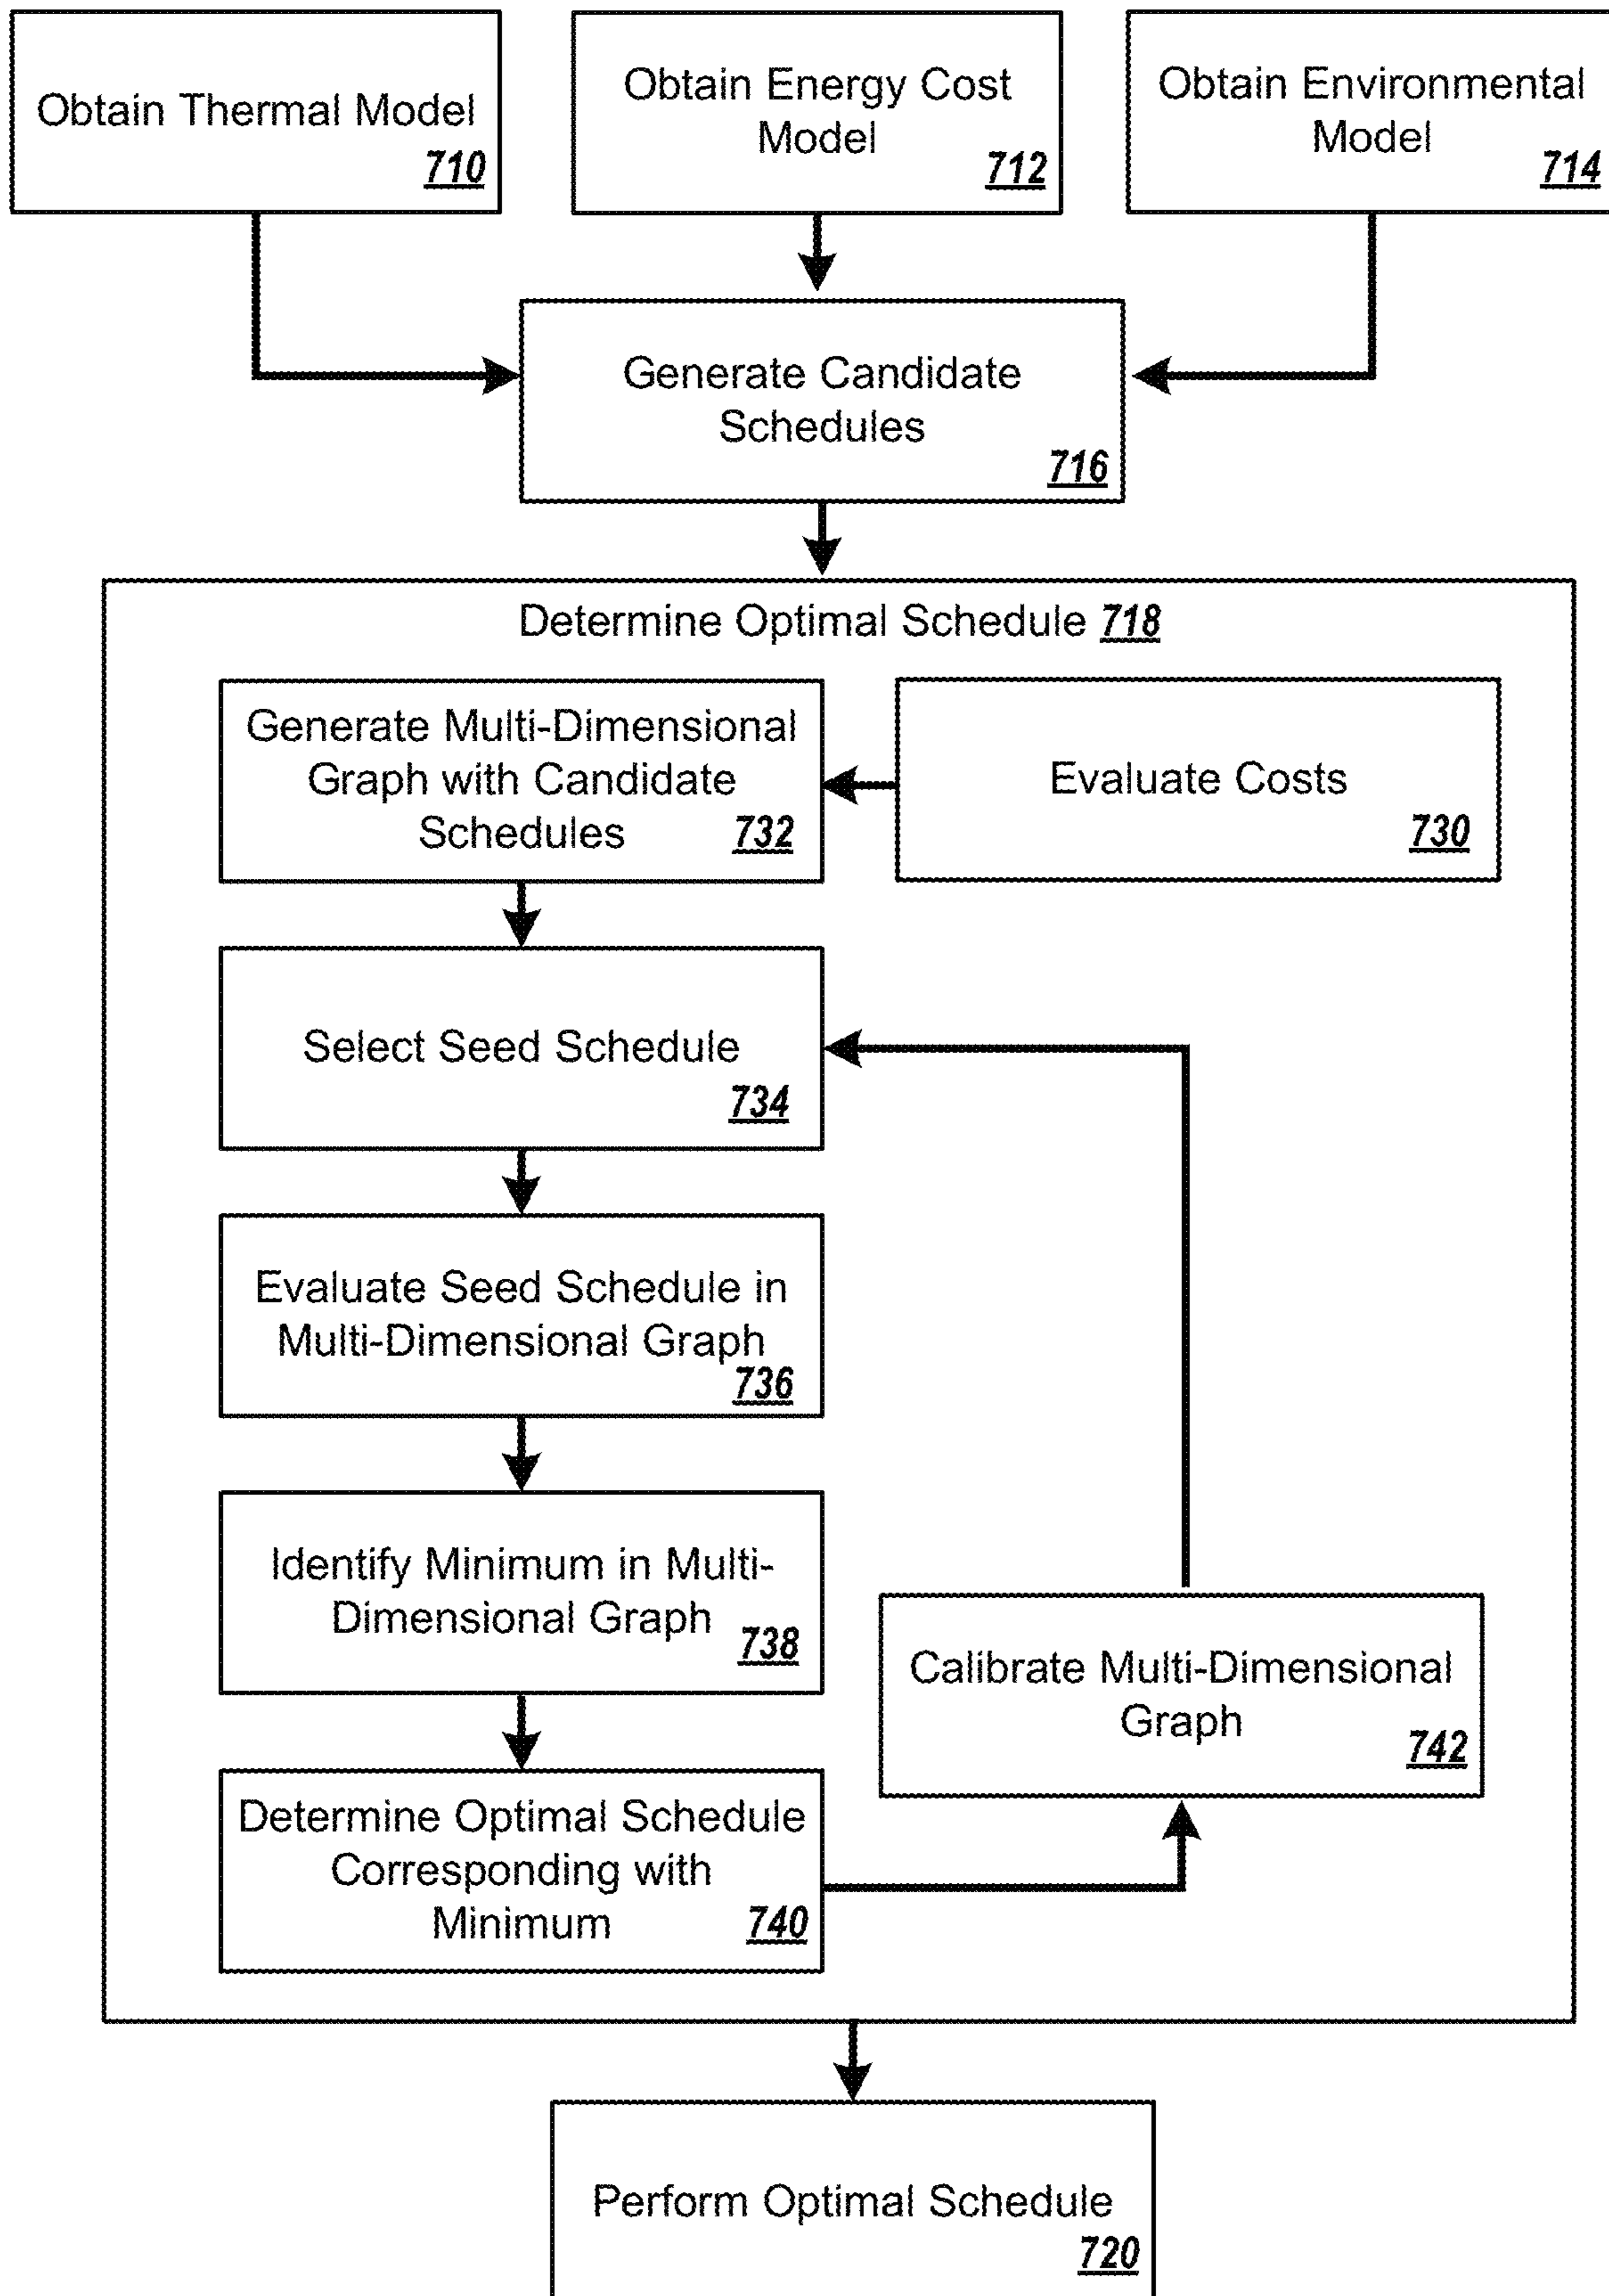 Obtain Thermal Model
710
Obtain Energy Cost
Model
712
Obtain Environmental
Model
714
Generate Candidate
Schedules
716
Determine Optimal Schedule 718
Generate Multi-Dimensional
Graph with Candidate
Schedules
732
Evaluate Costs
730
Select Seed Schedule
734
Evaluate Seed Schedule in
Multi-Dimensional Graph
736
Identify Minimum in Multi-
Dimensional Graph
738
Determine Optimal Schedule
Corresponding with
Minimum
740
Calibrate Multi-Dimensional
Graph
742
Perform Optimal Schedule
720